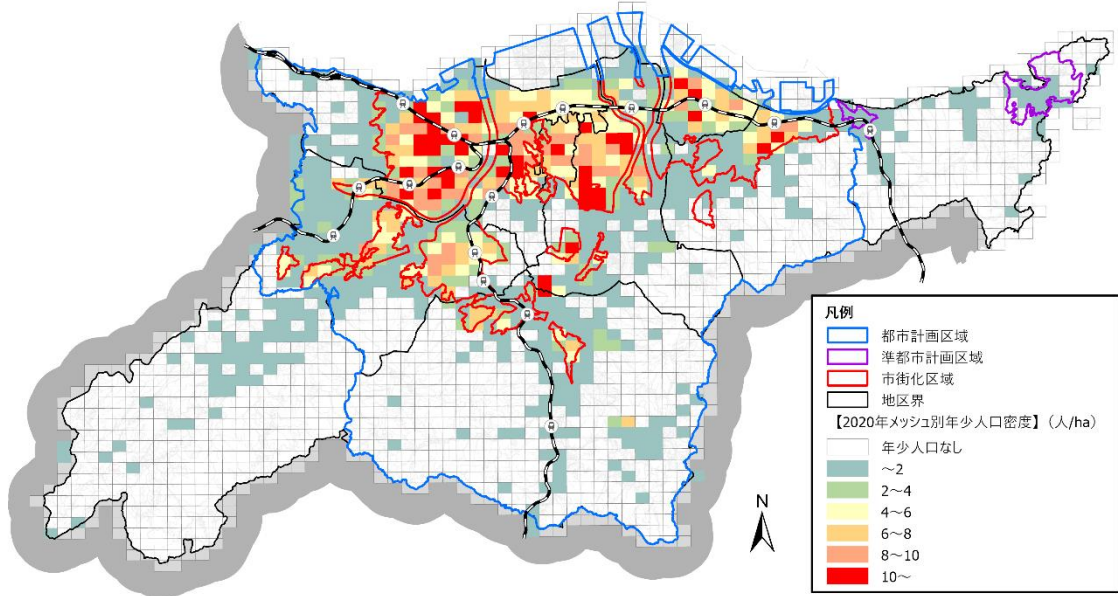 N
凡例
都市計画区域
準都市計画区域
市街化区域
地区界
【2020年メッシュ別年少人口密度】（人/ha）
年少人口なし
～2
2～4
4～6
6～8
8～10
10～